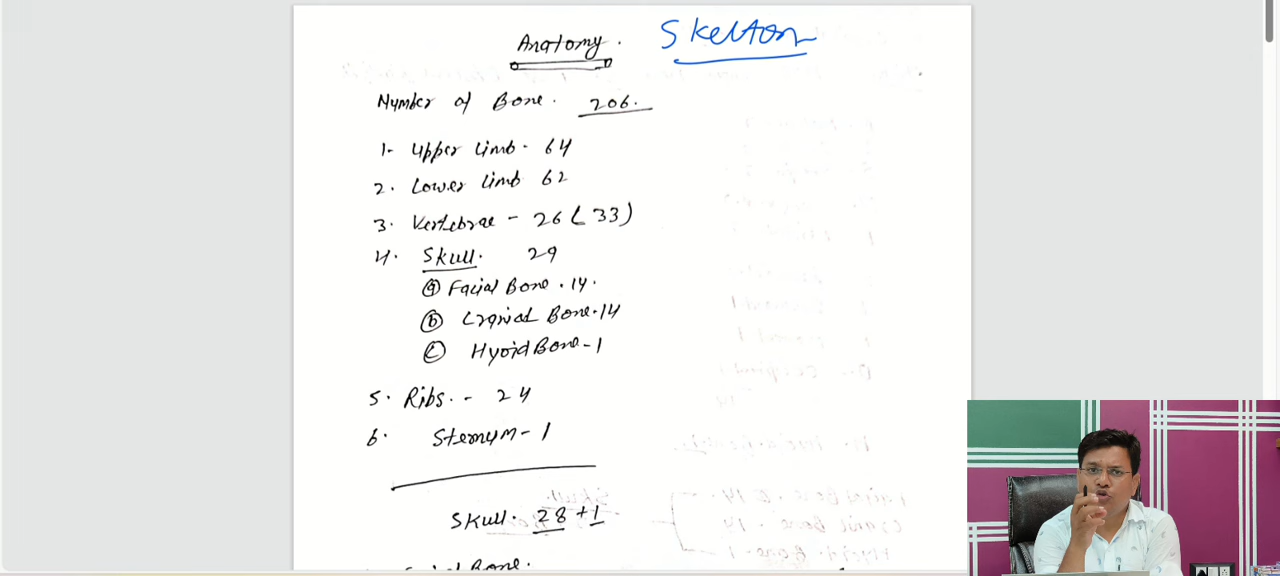 Anatomy. Skelton
Number of Bone. 206.
1- Upper limb - 64
2. Lower limb 62
3. Vertebrae - 26 (33)
4. Skull. 29
(a) Facial Bone. 14.
(b) Cranial Bone. 14
(c) Hyoid Bone - 1
5. Ribs. - 24
6. Sternum - 1
Skull. 28 + 1